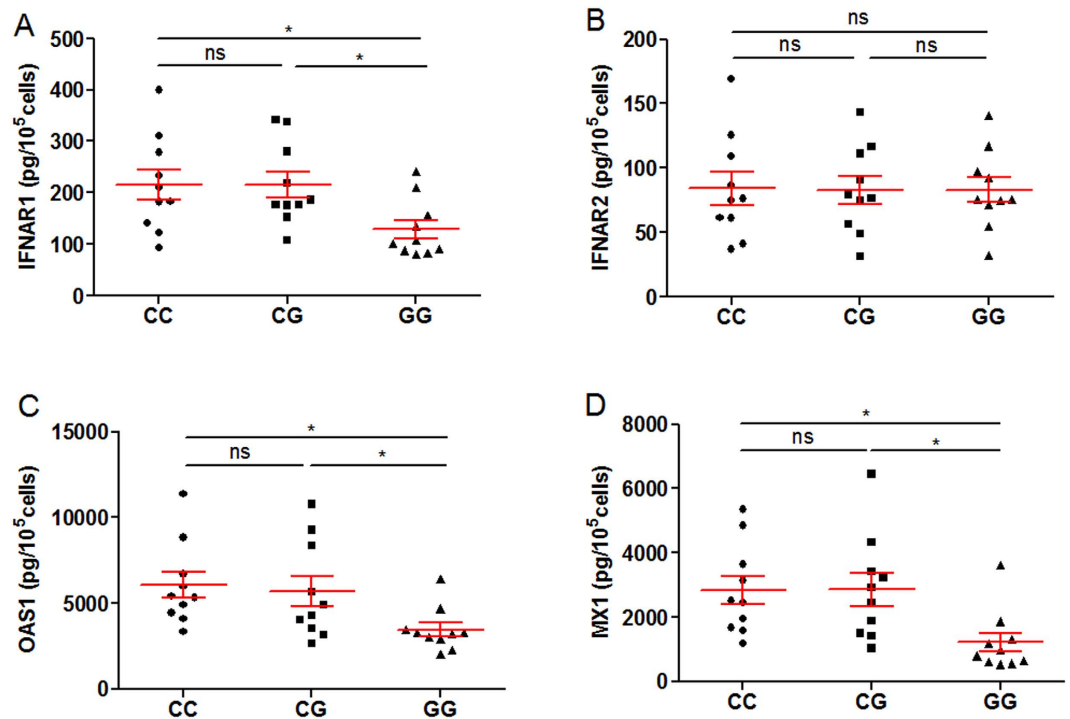 A
IFNAR1 (pg/10⁵cells)
500
400
300
200
100
0
*
ns
*
CC CG GG
B
IFNAR2 (pg/10⁵cells)
200
150
100
50
0
ns
ns ns
CC CG GG
C
OAS1 (pg/10⁵cells)
15000
10000
5000
0
*
ns
*
CC CG GG
D
MX1 (pg/10⁵cells)
8000
6000
4000
2000
0
*
ns
*
CC CG GG